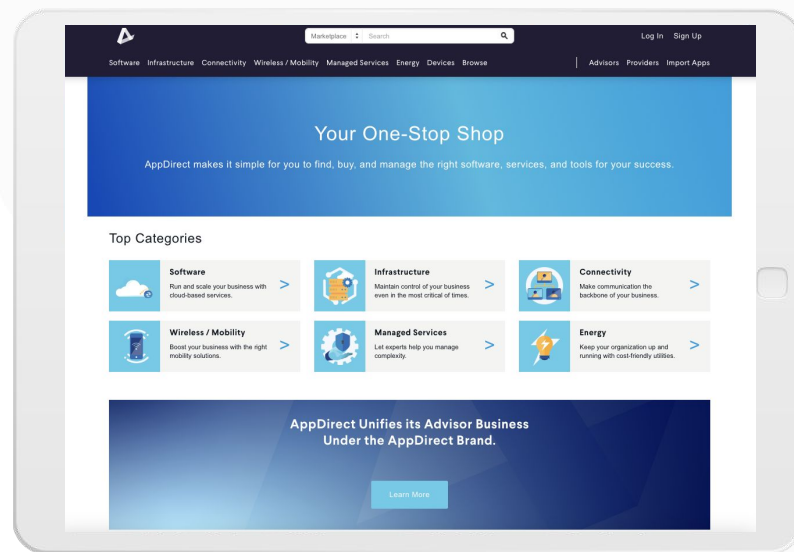 Marketplace Search
Log In Sign Up
Software Infrastructure Connectivity Wireless / Mobility Managed Services Energy Devices Browse
Advisors Providers Import Apps
Your One-Stop Shop
AppDirect makes it simple for you to find, buy, and manage the right software, services, and tools for your success.
Top Categories
Software
Run and scale your business with
cloud-based services.
>
Infrastructure
Maintain control of your business
even in the most critical of times.
>
Connectivity
Make communication the
backbone of your business.
>
Wireless / Mobility
Boost your business with the right
mobility solutions.
>
Managed Services
Let experts help you manage
complexity.
>
Energy
Keep your organization up and
running with cost-friendly utilities.
>
AppDirect Unifies its Advisor Business
Under the AppDirect Brand.
Learn More